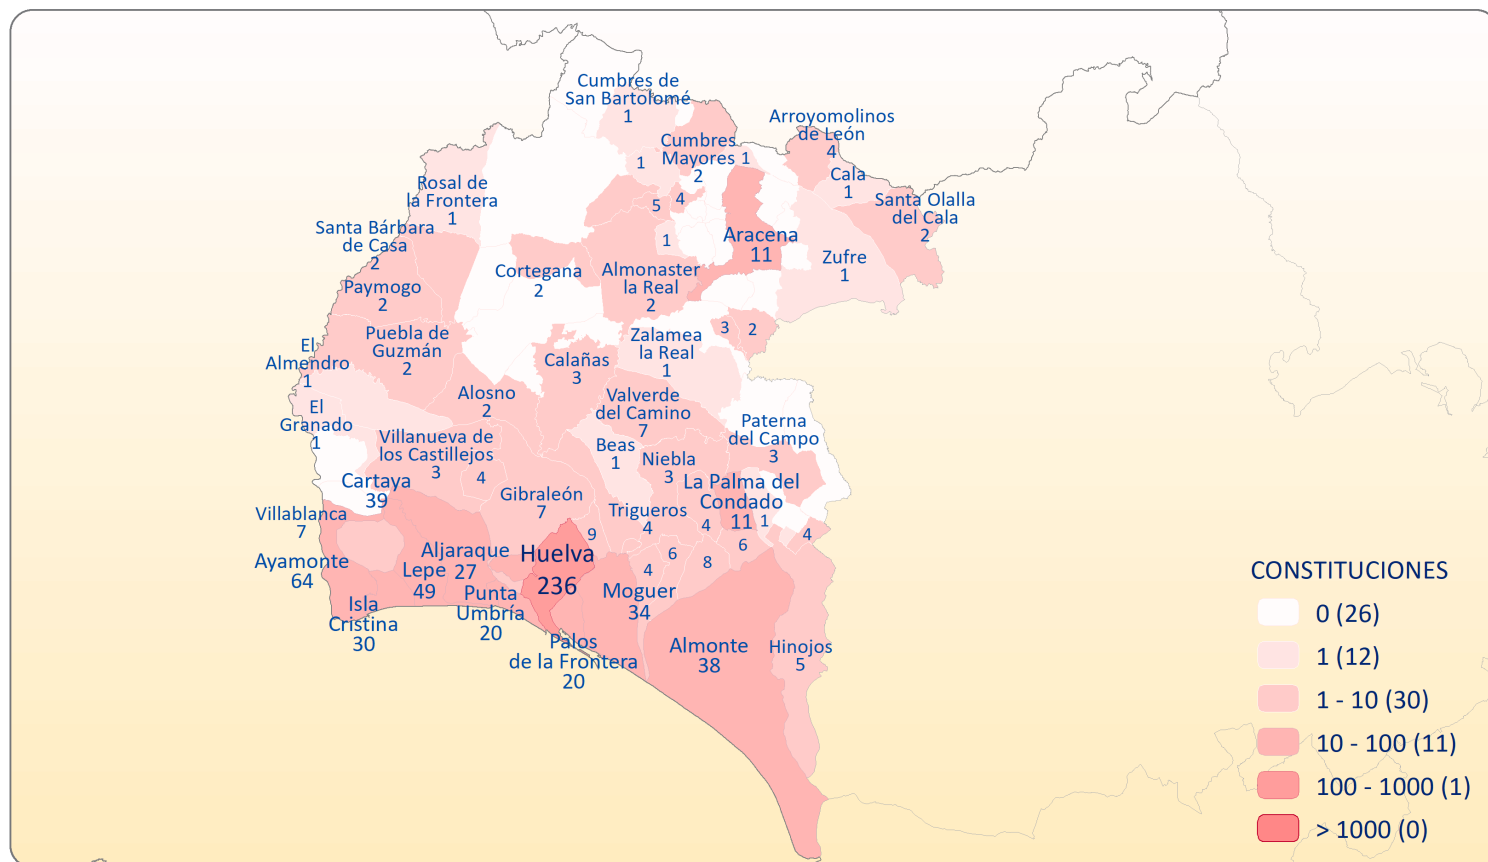 Cumbres de
San Bartolomé
1
Arroyomolinos
de León
4
Cumbres
Mayores
2
1
1
Cala
1
Rosal de
la Frontera
1
5
4
Santa Olalla
del Cala
2
Santa Bárbara
de Casa
2
1
Aracena
11
Zufre
1
Cortegana
2
Almonaster
la Real
2
Paymogo
2
3
2
Puebla de
Guzmán
2
Zalamea
la Real
1
El
Almendro
1
Calañas
3
Alosno
2
Valverde
del Camino
7
El
Granado
1
Paterna
del Campo
3
Villanueva de
los Castillejos
3
4
Beas
1
Niebla
3
Cartaya
39
La Palma del
Condado
11
1
Gibraleón
7
Villablanca
7
Trigueros
4
4
9
4
6
6
8
4
Ayamonte
64
Aljaraque
27
Huelva
236
Lepe
49
Punta
Umbría
20
Moguer
34
Isla
Cristina
30
Palos
de la Frontera
20
Almonte
38
Hinojos
5
CONSTITUCIONES
0 (26)
1 (12)
1 - 10 (30)
10 - 100 (11)
100 - 1000 (1)
> 1000 (0)